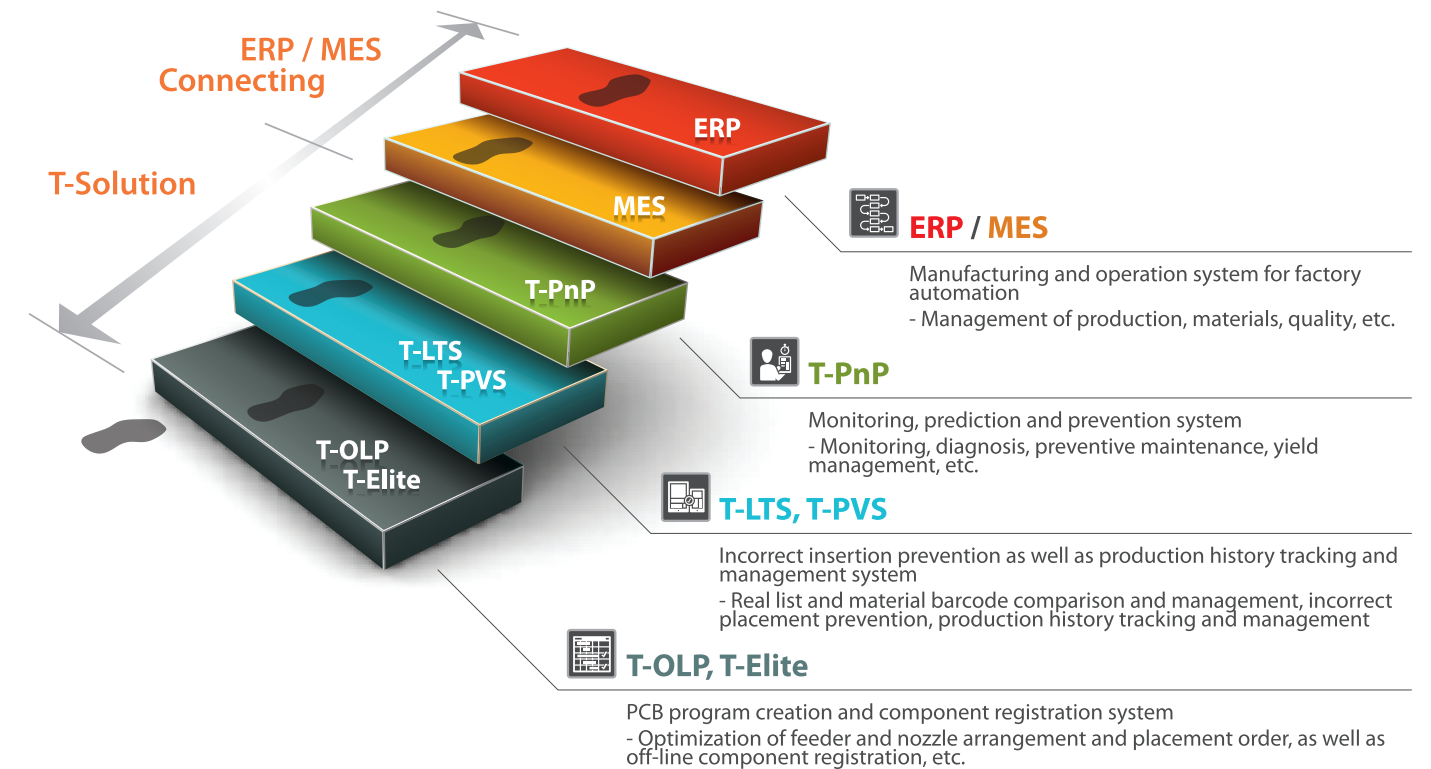 ERP / MES
Connecting
T-Solution
ERP
MES
T-PnP
T-LTS
T-PVS
T-OLP
T-Elite
ERP / MES
Manufacturing and operation system for factory
automation
- Management of production, materials, quality, etc.
T-PnP
Monitoring, prediction and prevention system
- Monitoring, diagnosis, preventive maintenance, yield
management, etc.
T-LTS, T-PVS
Incorrect insertion prevention as well as production history tracking and
management system
- Real list and material barcode comparison and management, incorrect
placement prevention, production history tracking and management
T-OLP, T-Elite
PCB program creation and component registration system
- Optimization of feeder and nozzle arrangement and placement order, as well as
off-line component registration, etc.